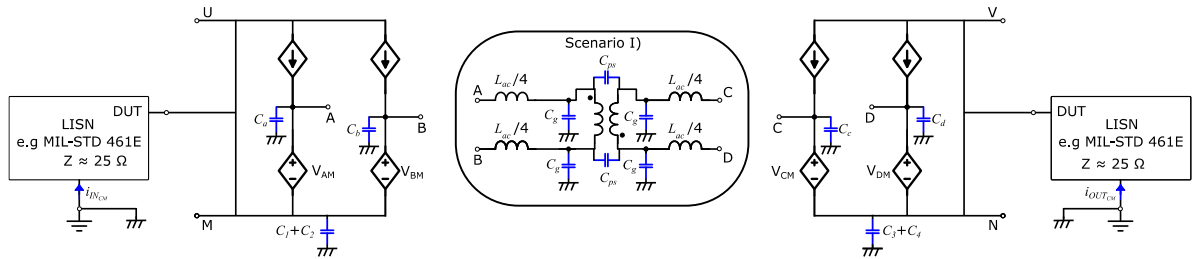 U
V
Scenario I)
C_ps
A
L_ac/4
L_ac/4
C
C_g
C_g
B
L_ac/4
L_ac/4
D
C_g
C_g
C_ps
DUT
LISN
e.g MIL-STD 461E
Z ≈ 25 Ω
i_INCM
C_a
A
C_b
B
V_AM
V_BM
M
C_1+C_2
C
D
C_c
C_d
V_CM
V_DM
N
C_3+C_4
DUT
LISN
e.g MIL-STD 461E
Z ≈ 25 Ω
i_OUTCM